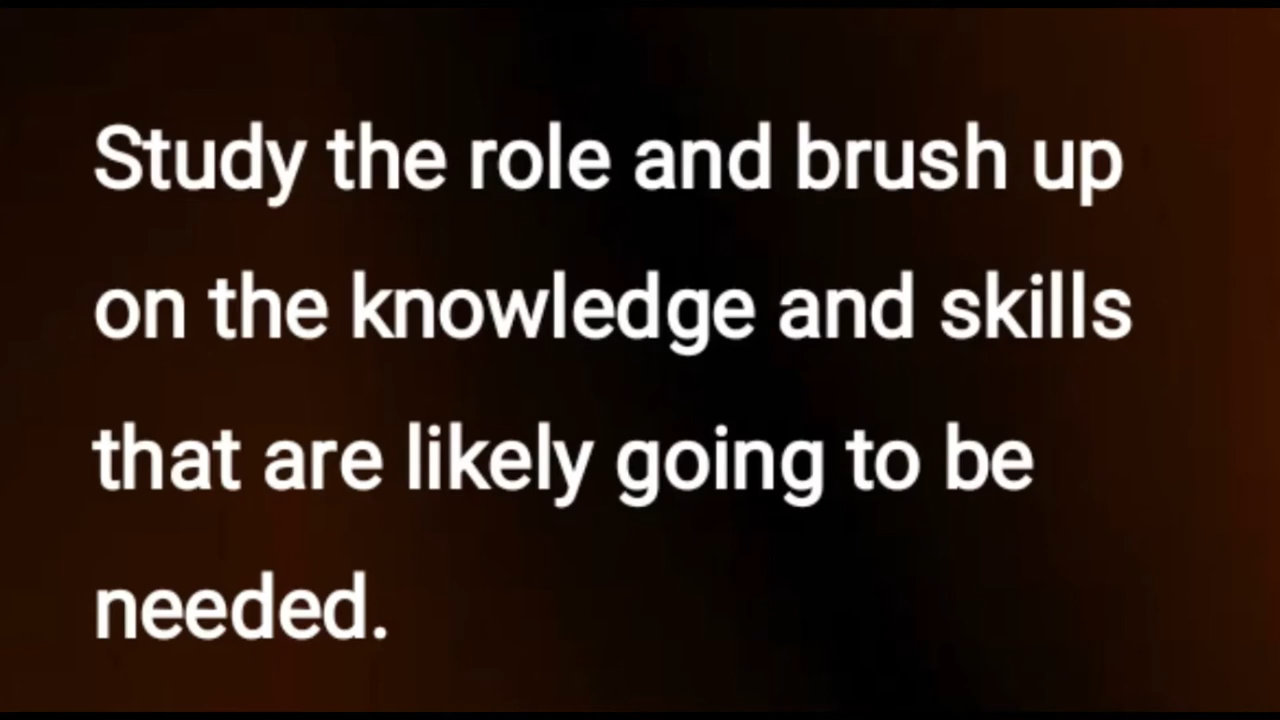 Study the role and brush up
on the knowledge and skills
that are likely going to be
needed.